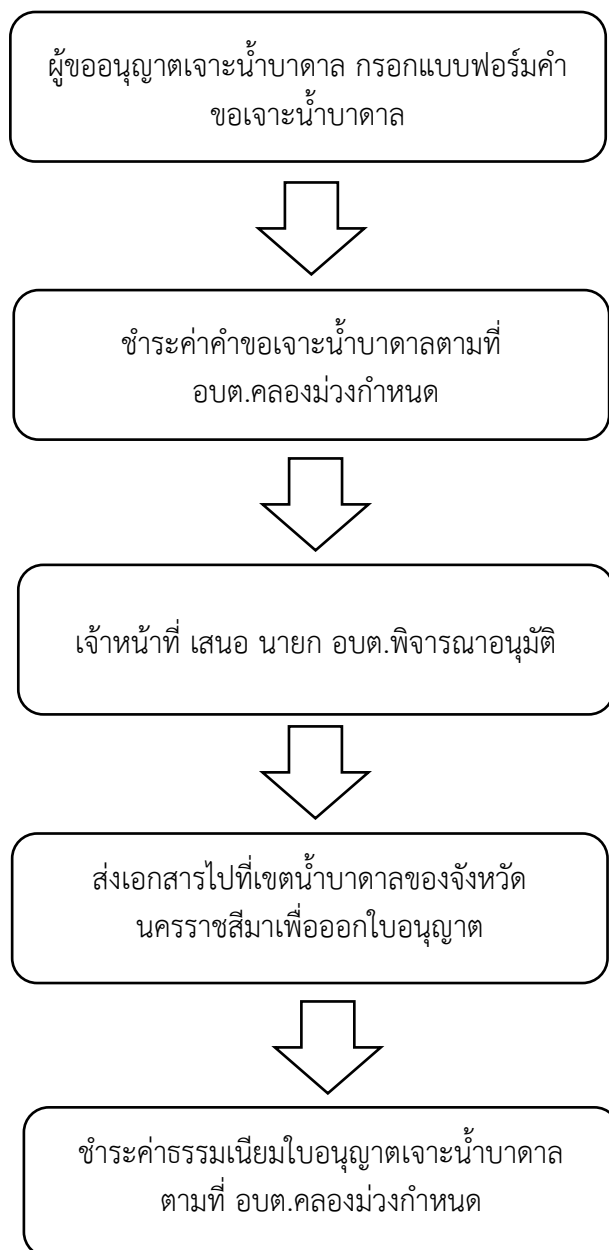 ผู้ขออนุญาตเจาะน้ำบาดาล กรอกแบบฟอร์มคำ
ขอเจาะน้ำบาดาล
ชำระค่าคำขอเจาะน้ำบาดาลตามที่
อบต.คลองม่วงกำหนด
เจ้าหน้าที่ เสนอ นายก อบต.พิจารณาอนุมัติ
ส่งเอกสารไปที่เขตน้ำบาดาลของจังหวัด
นครราชสีมาเพื่อออกใบอนุญาต
ชำระค่าธรรมเนียมใบอนุญาตเจาะน้ำบาดาล
ตามที่ อบต.คลองม่วงกำหนด